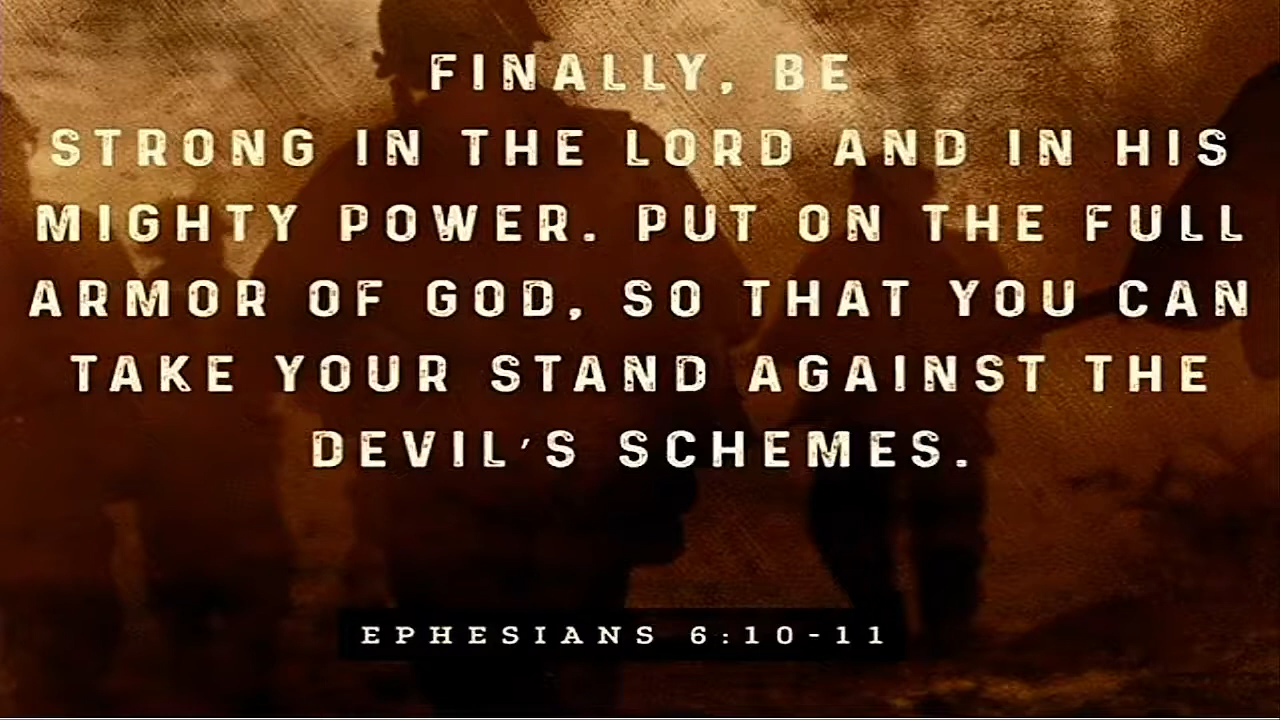 FINALLY, BE
STRONG IN THE LORD AND IN HIS
MIGHTY POWER. PUT ON THE FULL
ARMOR OF GOD, SO THAT YOU CAN
TAKE YOUR STAND AGAINST THE
DEVIL'S SCHEMES.
EPHESIANS 6:10-11